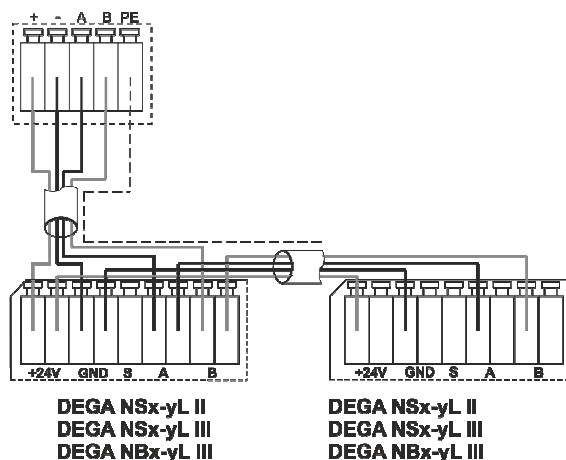 + - A B PE
+24V GND S A B
+24V GND S A B
DEGA NSx-yL II
DEGA NSx-yL III
DEGA NBx-yL III
DEGA NSx-yL II
DEGA NSx-yL III
DEGA NBx-yL III